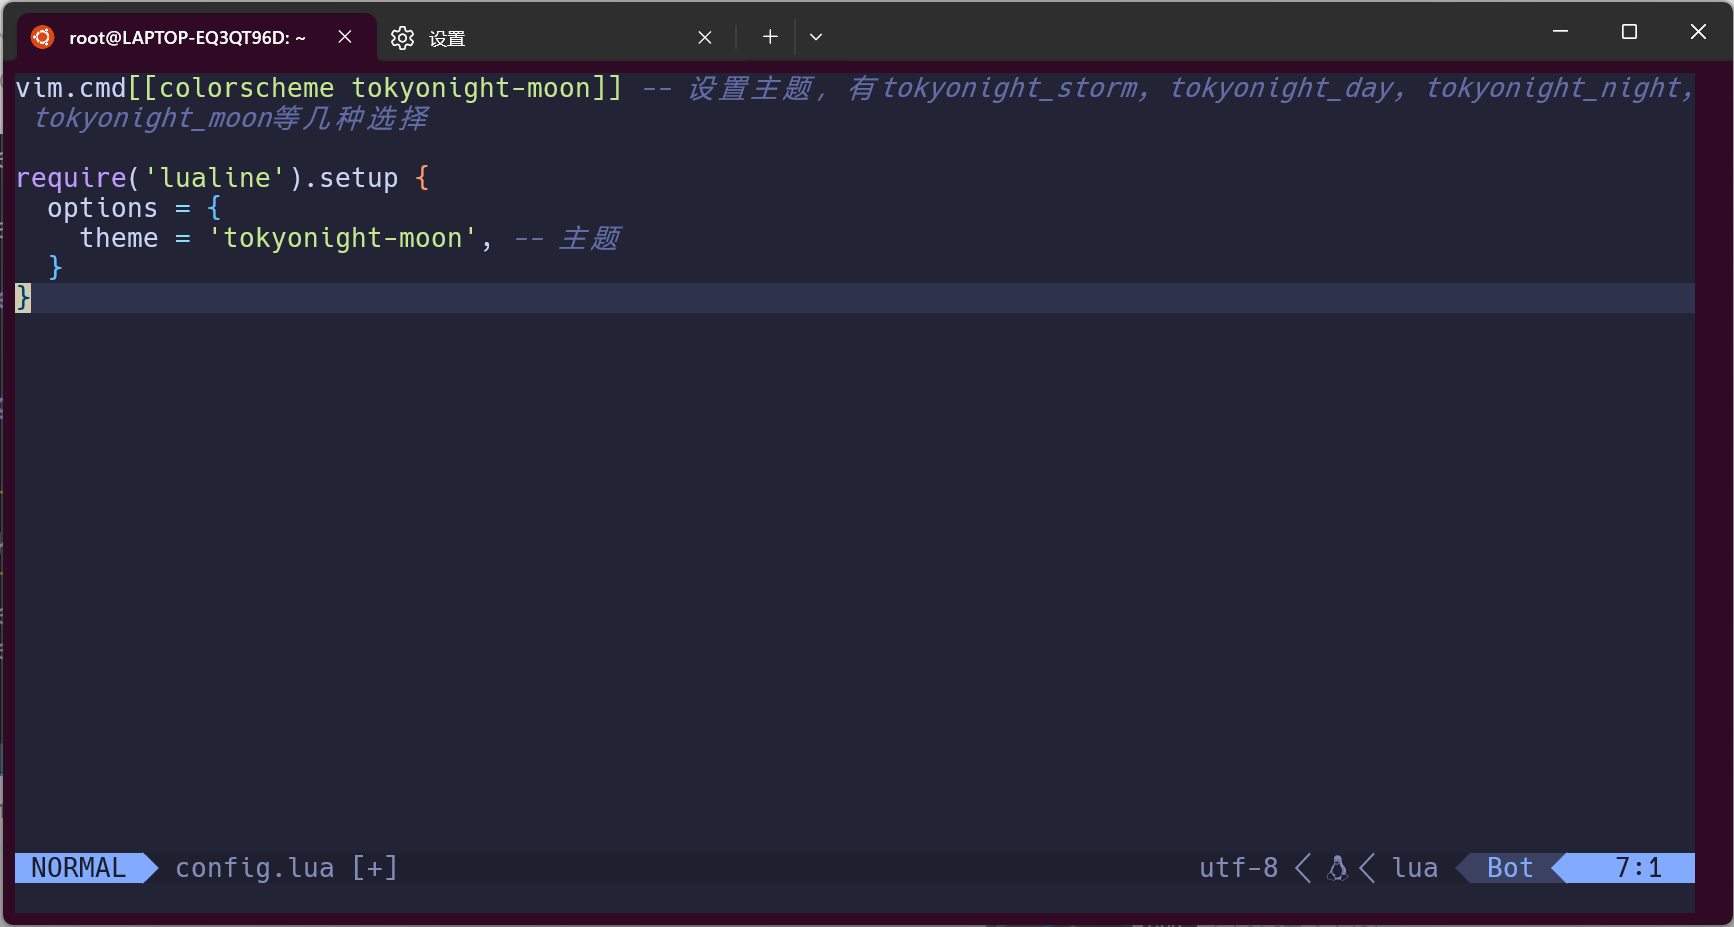 root@LAPTOP-EQ3QT96D: ~
设置
vim.cmd[[colorscheme tokyonight-moon]] -- 设置主题, 有tokyonight_storm, tokyonight_day, tokyonight_night,
tokyonight_moon等几种选择
require('lualine').setup {
  options = {
    theme = 'tokyonight-moon', -- 主题
  }
}
NORMAL config.lua [+] utf-8 lua Bot 7:1